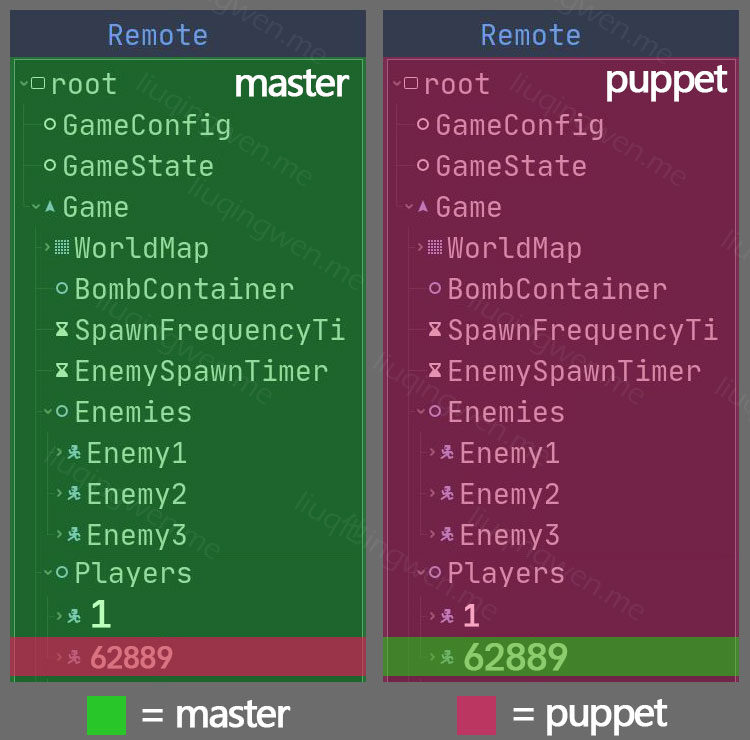 Remote
root
master
GameConfig
GameState
Game
WorldMap
BombContainer
SpawnFrequencyTi
EnemySpawnTimer
Enemies
Enemy1
Enemy2
Enemy3
Players
1
62889
= master
Remote
root
puppet
GameConfig
GameState
Game
WorldMap
BombContainer
SpawnFrequencyTi
EnemySpawnTimer
Enemies
Enemy1
Enemy2
Enemy3
Players
1
62889
= puppet
liuqingwen.me